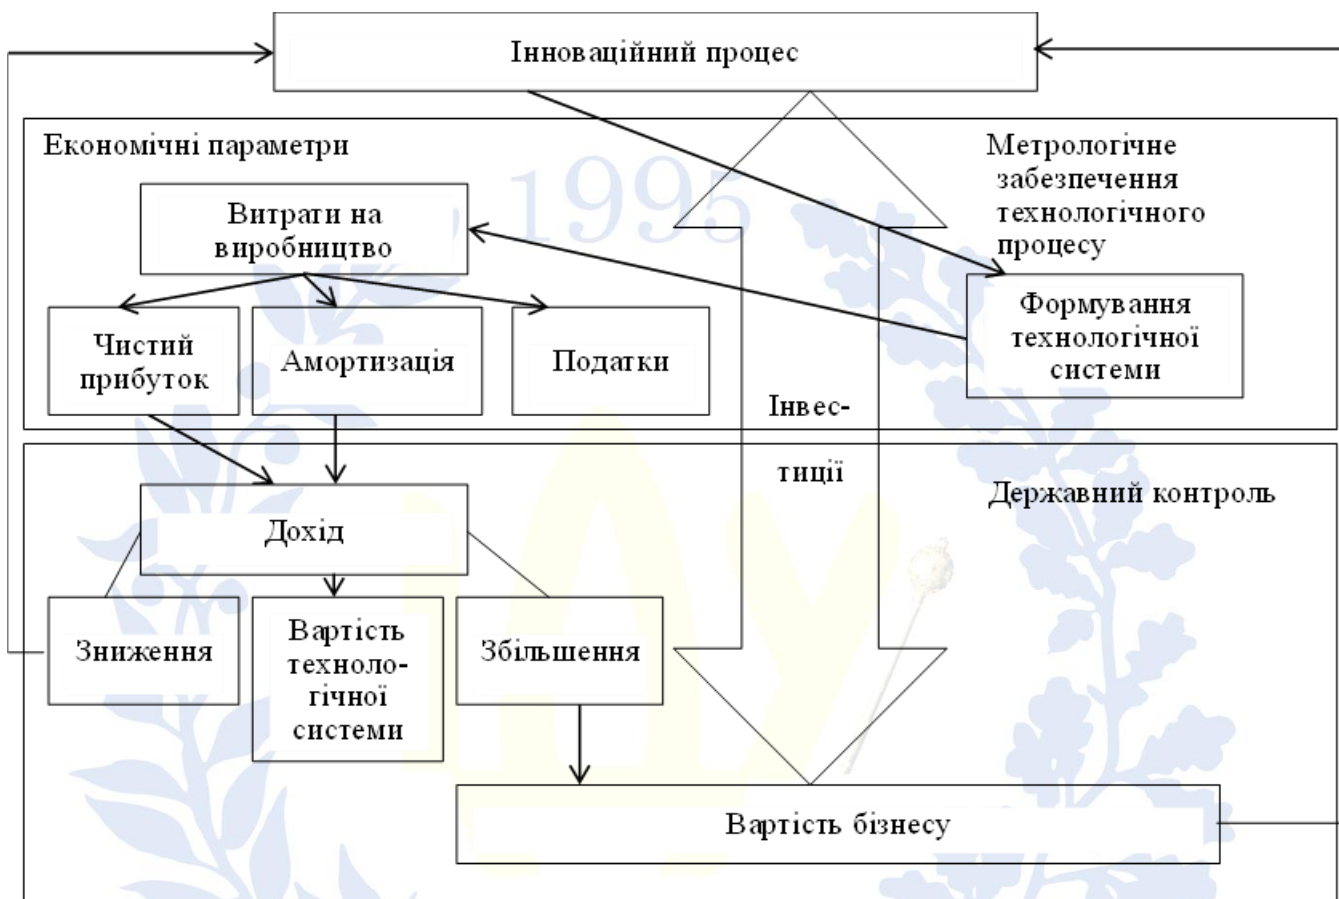 Інноваційний процес
Економічні параметри
1995
Метрологічне
забезпечення
технологічного
процесу
Витрати на
виробництво
Формування
технологічної
системи
Чистий
прибуток
Амортизація
Податки
Інвес-
тиції
Державний контроль
Дохід
Зниження
Вартість
техноло-
гічної
системи
Збільшення
Вартість бізнесу